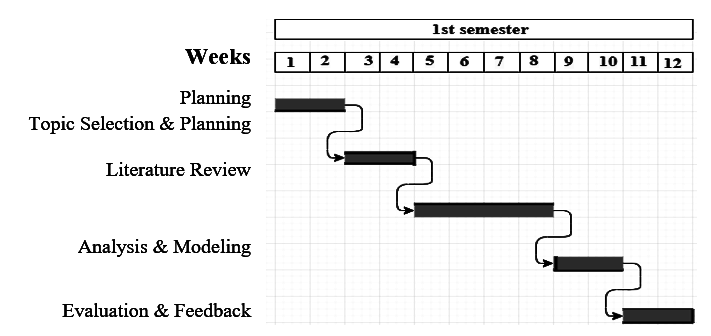 1st semester
Weeks 1 2 3 4 5 6 7 8 9 10 11 12
Planning
Topic Selection & Planning
Literature Review
Analysis & Modeling
Evaluation & Feedback